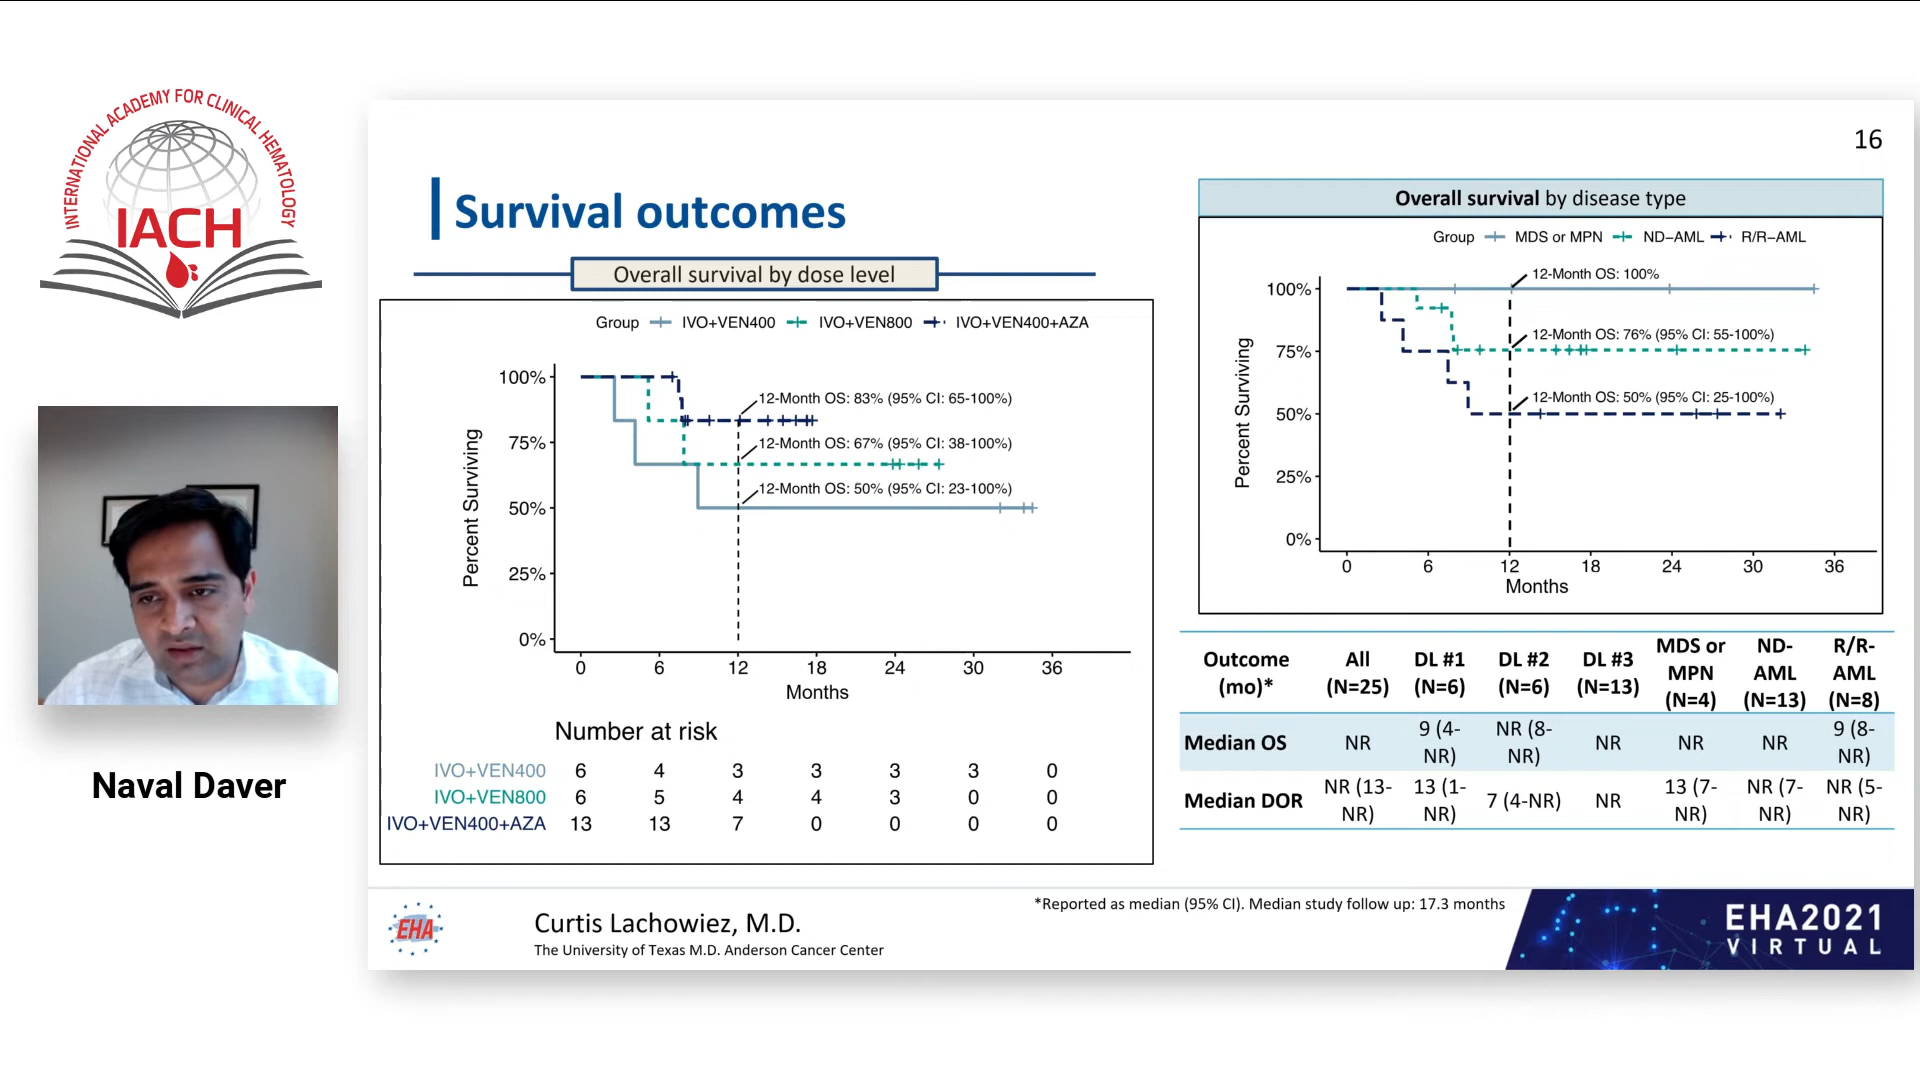 INTERNATIONAL ACADEMY FOR CLINICAL HEMATOLOGY
IACH
Naval Daver
16
Survival outcomes
Overall survival by dose level
Group IVO+VEN400 IVO+VEN800 IVO+VEN400+AZA
Percent Surviving
100%
75%
50%
25%
0%
12-Month OS: 83% (95% CI: 65-100%)
12-Month OS: 67% (95% CI: 38-100%)
12-Month OS: 50% (95% CI: 23-100%)
0 6 12 18 24 30 36
Months
Number at risk
IVO+VEN400 6 4 3 3 3 3 0
IVO+VEN800 6 5 4 4 3 0 0
IVO+VEN400+AZA 13 13 7 0 0 0 0
Overall survival by disease type
Group MDS or MPN ND-AML R/R-AML
Percent Surviving
100%
75%
50%
25%
0%
12-Month OS: 100%
12-Month OS: 76% (95% CI: 55-100%)
12-Month OS: 50% (95% CI: 25-100%)
0 6 12 18 24 30 36
Months
Outcome (mo)* All (N=25) DL #1 (N=6) DL #2 (N=6) DL #3 (N=13) MDS or MPN (N=4) ND-AML (N=13) R/R-AML (N=8)
Median OS NR 9 (4-NR) NR (8-NR) NR NR NR 9 (8-NR)
Median DOR NR (13-NR) 13 (1-NR) 7 (4-NR) NR 13 (7-NR) NR (7-NR) NR (5-NR)
*Reported as median (95% CI). Median study follow up: 17.3 months
EHA
Curtis Lachowiez, M.D.
The University of Texas M.D. Anderson Cancer Center
EHA2021
VIRTUAL